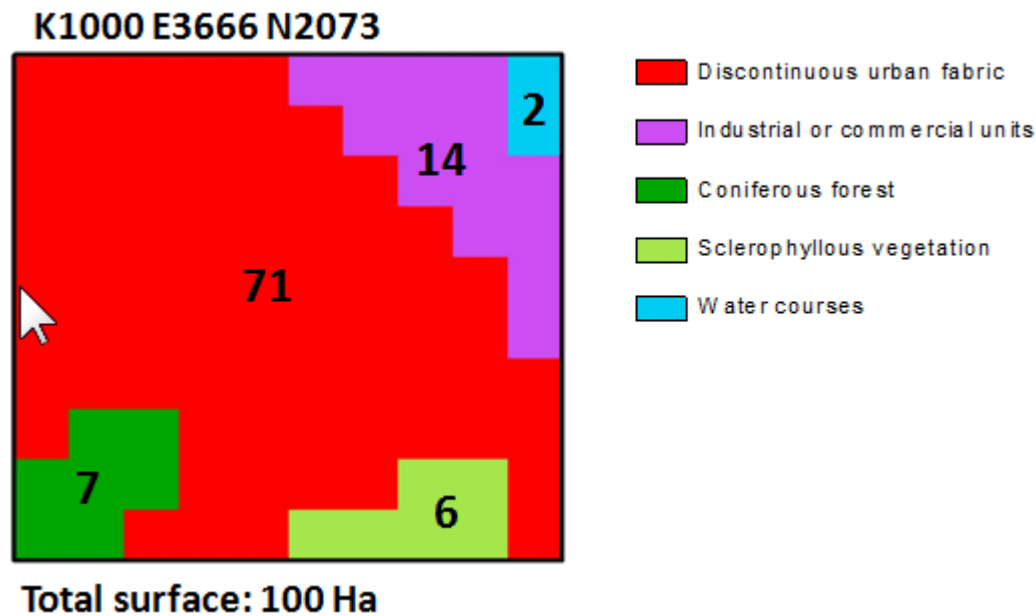 K1000 E3666 N2073
Discontinuous urban fabric
2
Industrial or commercial units
14
Coniferous forest
Sclerophyllous vegetation
71
Water courses
7
6
Total surface: 100 Ha